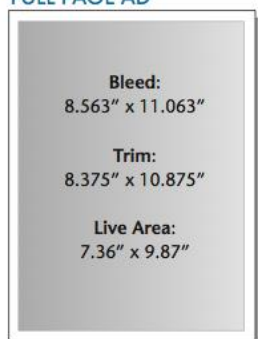 FULL PAGE AD
Bleed:
8.563" x 11.063"
Trim:
8.375" x 10.875"
Live Area:
7.36" x 9.87"